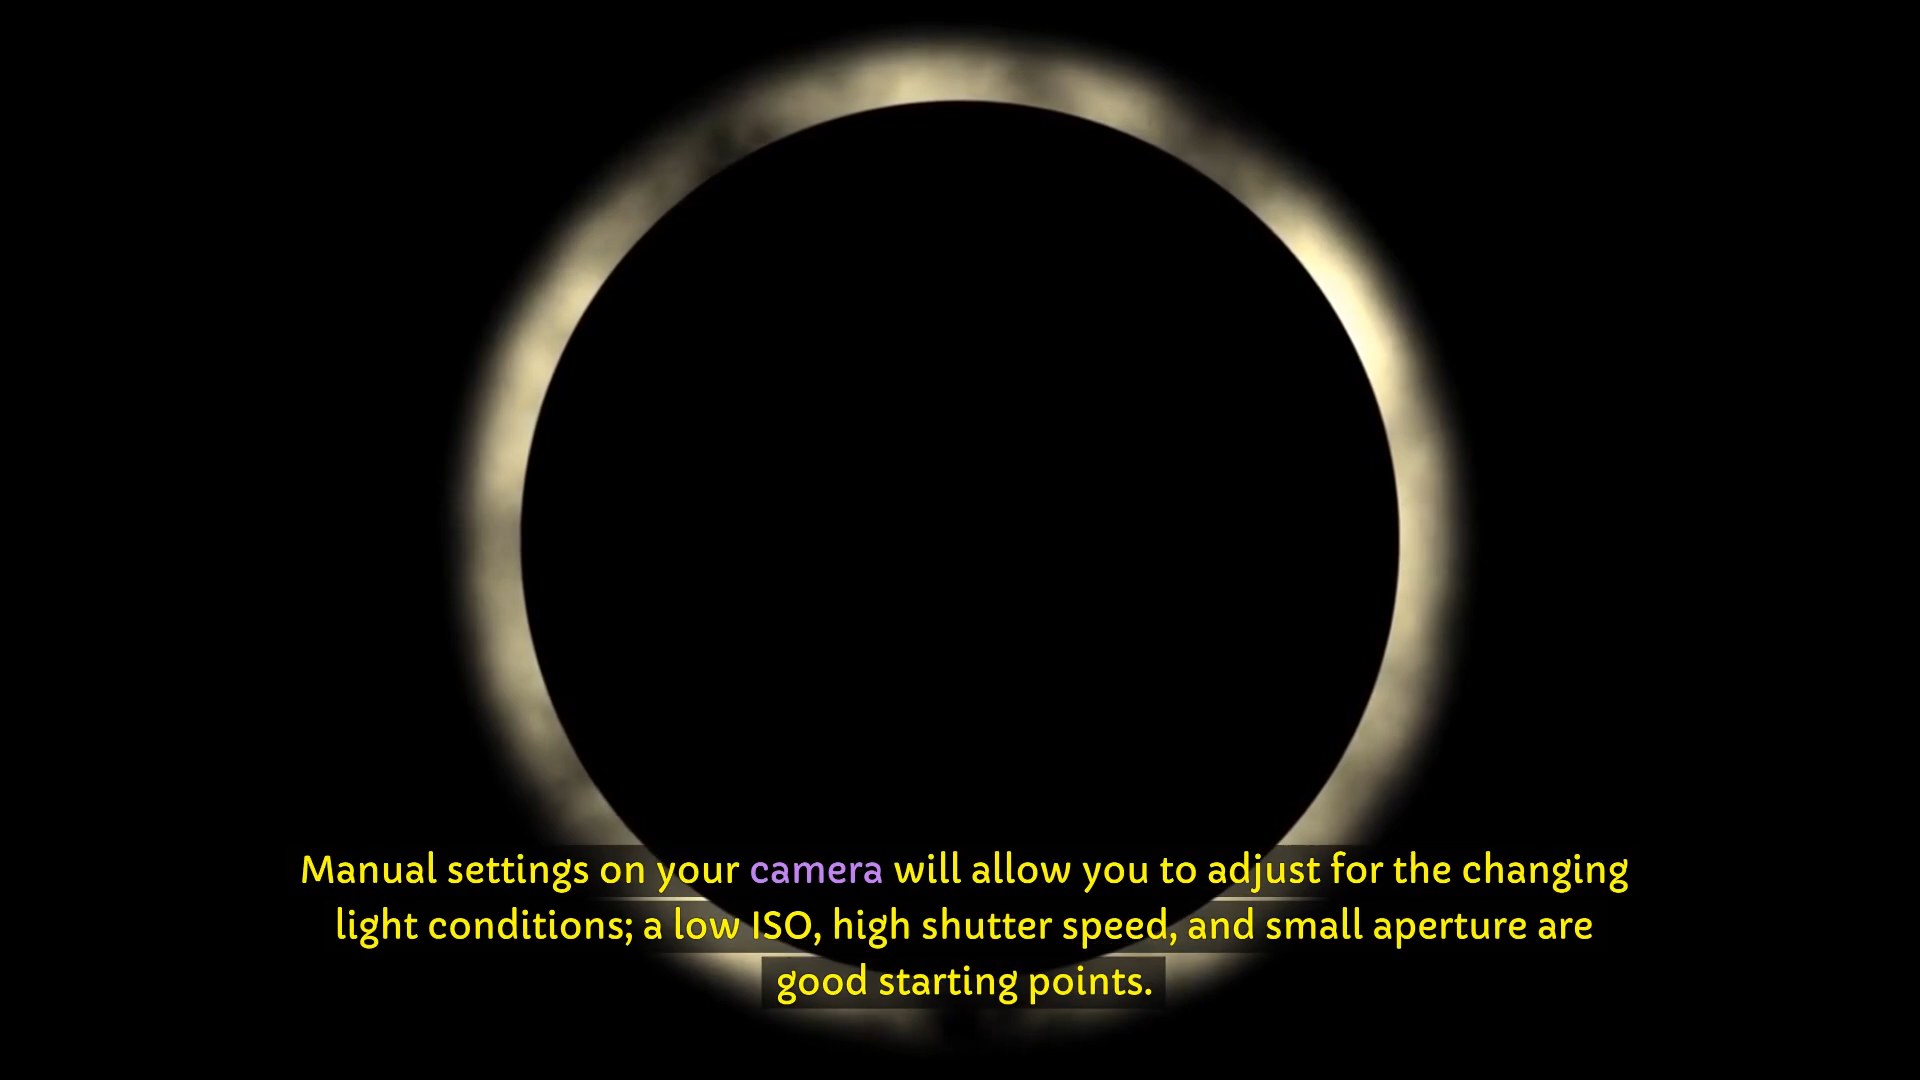 Manual settings on your camera will allow you to adjust for the changing
light conditions; a low ISO, high shutter speed, and small aperture are
good starting points.